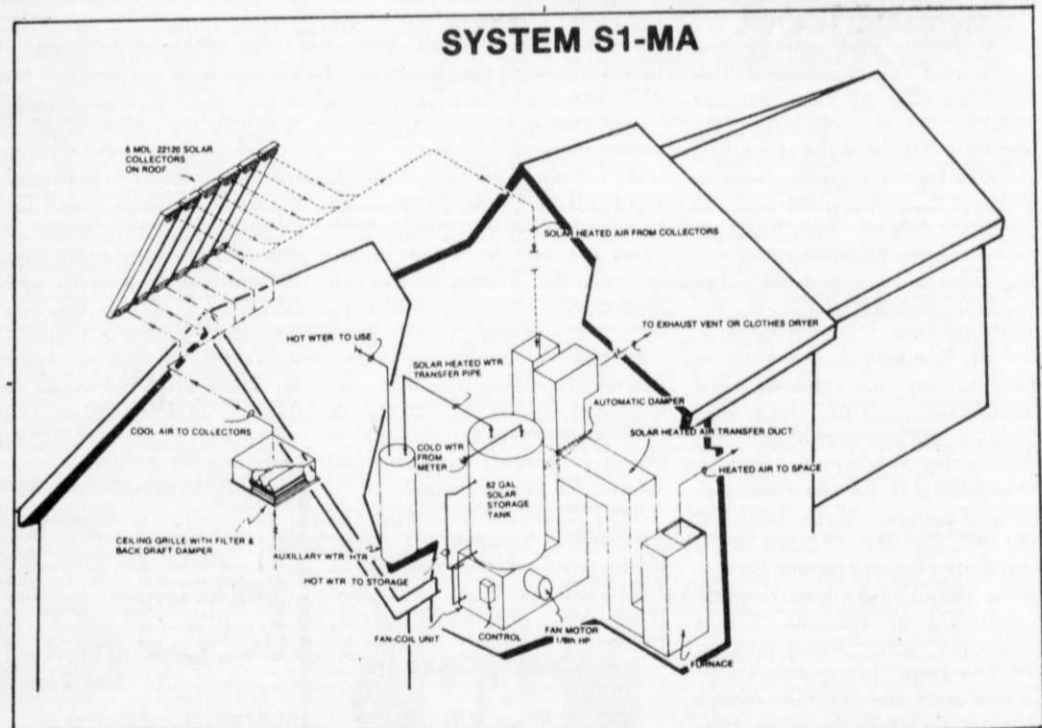 SYSTEM S1-MA
6 MDL 22120 SOLAR
COLLECTORS
ON ROOF
SOLAR HEATED AIR FROM COLLECTORS
TO EXHAUST VENT OR CLOTHES DRYER
HOT WTER TO USE
SOLAR HEATED WTR
TRANSFER PIPE
AUTOMATIC DAMPER
COOL AIR TO COLLECTORS
SOLAR HEATED AIR TRANSFER DUCT
COLD WTR
FROM
METER
HEATED AIR TO SPACE
82 GAL
SOLAR
STORAGE
TANK
CEILING GRILLE WITH FILTER &
BACK DRAFT DAMPER
AUXILLARY WTR HTR
HOT WTR TO STORAGE
FAN-COIL UNIT
CONTROL
FAN MOTOR
HP
FURNACE